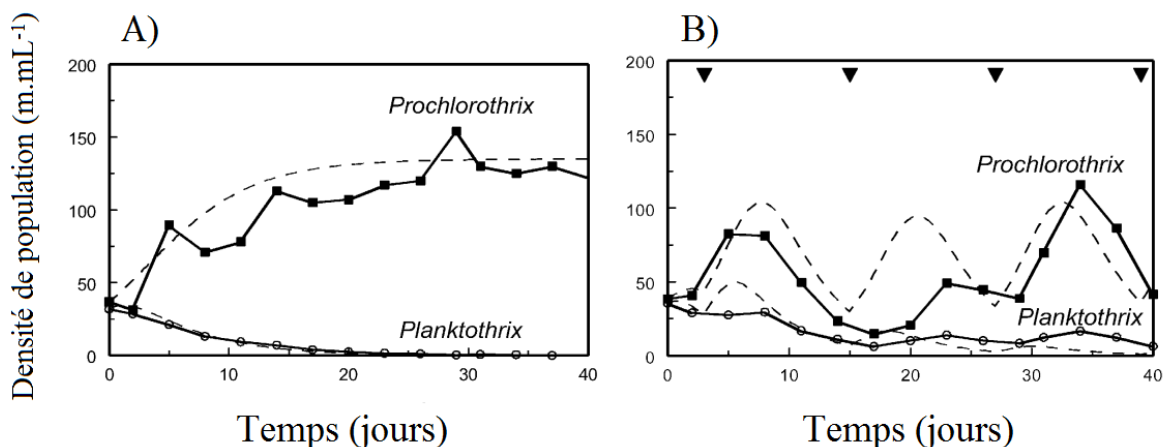 A)
B)
Densité de population (m.mL⁻¹)
200
150
100
50
0
Prochlorothrix
Planktothrix
0
10
20
30
40
Temps (jours)
200
150
100
50
0
Prochlorothrix
Planktothrix
0
10
20
30
40
Temps (jours)